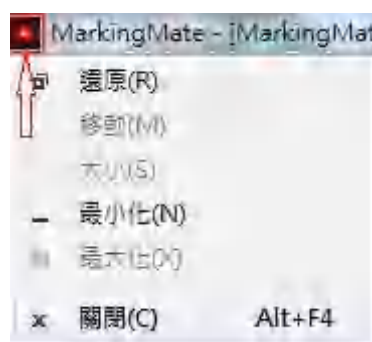 MarkingMate - [MarkingMat
還原(R)
移動(M)
大小(S)
最小化(N)
最大化(X)
關閉(C) Alt+F4